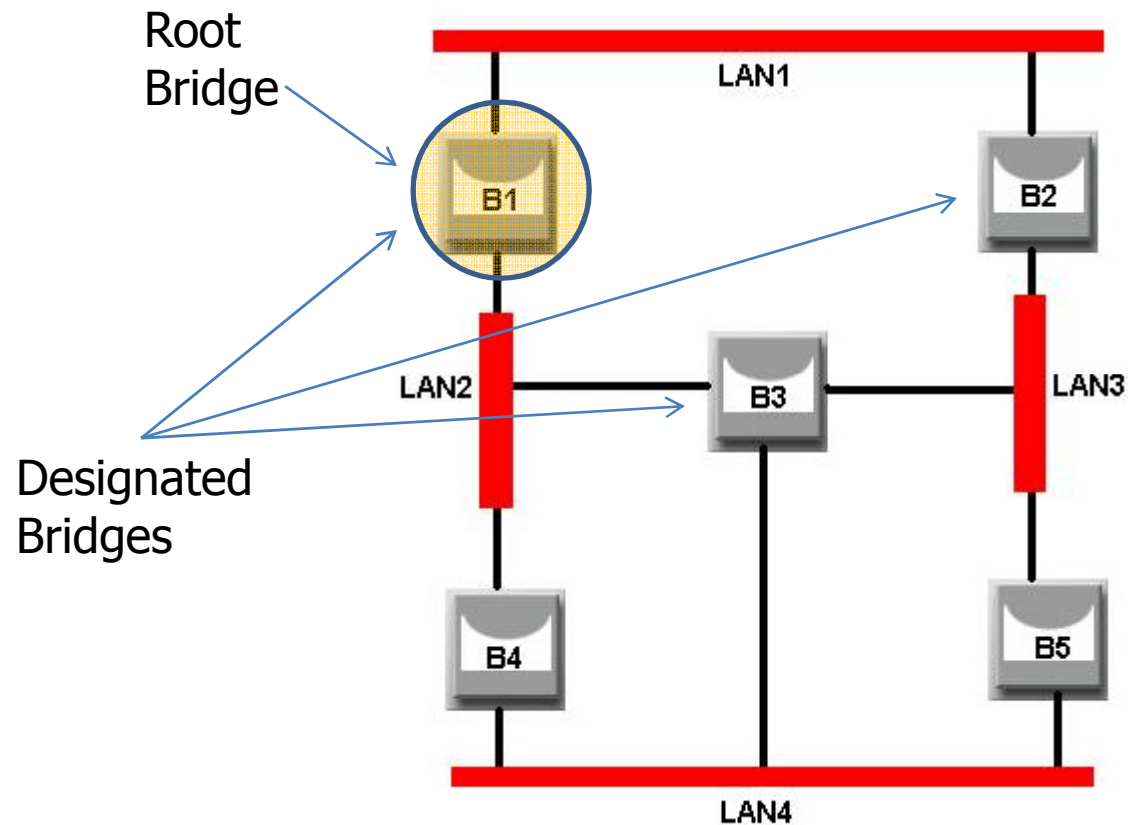 Root
Bridge
LAN1
B1
B2
LAN2
B3
LAN3
Designated
Bridges
B4
B5
LAN4